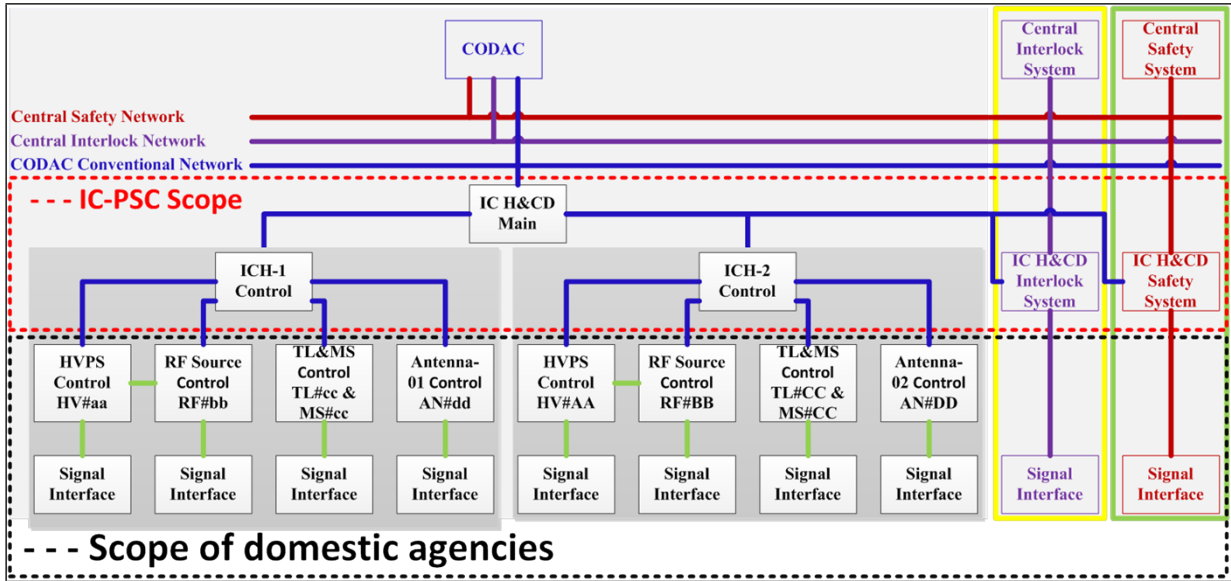 CODAC
Central
Interlock
System
Central
Safety
System
Central Safety Network
Central Interlock Network
CODAC Conventional Network
- - - IC-PSC Scope
IC H&CD
Main
ICH-1
Control
ICH-2
Control
IC H&CD
Interlock
System
IC H&CD
Safety
System
HVPS
Control
HV#aa
RF Source
Control
RF#bb
TL&MS
Control
TL#cc &
MS#cc
Antenna-
01 Control
AN#dd
HVPS
Control
HV#AA
RF Source
Control
RF#BB
TL&MS
Control
TL#CC &
MS#CC
Antenna-
02 Control
AN#DD
Signal
Interface
Signal
Interface
Signal
Interface
Signal
Interface
Signal
Interface
Signal
Interface
Signal
Interface
Signal
Interface
Signal
Interface
Signal
Interface
- - - Scope of domestic agencies